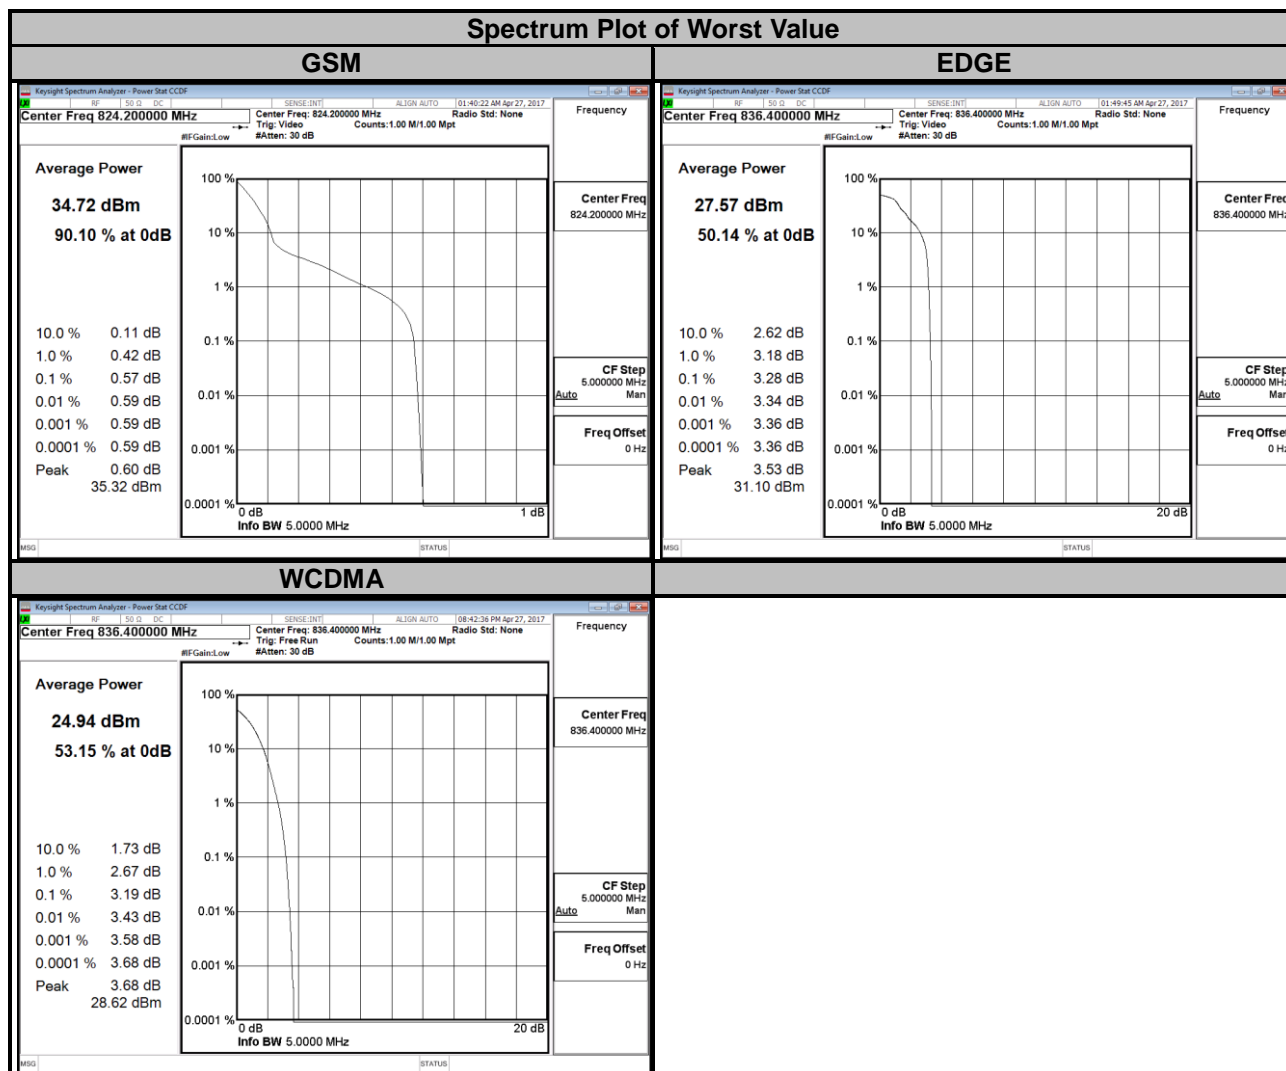 Spectrum Plot of Worst Value
GSM
EDGE
Keysight Spectrum Analyzer - Power Stat CCDF
RF 50 Ω DC SENSE:INT ALIGN AUTO 01:40:22 AM Apr 27, 2017
Center Freq 824.200000 MHz
Center Freq: 824.200000 MHz Radio Std: None
Trig: Video Counts:1.00 M/1.00 Mpt
#IFGain:Low #Atten: 30 dB
Frequency
Average Power
34.72 dBm
90.10 % at 0dB
10.0 % 0.11 dB
1.0 % 0.42 dB
0.1 % 0.57 dB
0.01 % 0.59 dB
0.001 % 0.59 dB
0.0001 % 0.59 dB
Peak 0.60 dB
35.32 dBm
100 %
10 %
1 %
0.1 %
0.01 %
0.001 %
0.0001 %
0 dB 1 dB
Info BW 5.0000 MHz
Center Freq
824.200000 MHz
CF Step
5.000000 MHz
Auto Man
Freq Offset
0 Hz
MSG STATUS
Keysight Spectrum Analyzer - Power Stat CCDF
RF 50 Ω DC SENSE:INT ALIGN AUTO 01:49:45 AM Apr 27, 2017
Center Freq 836.400000 MHz
Center Freq: 836.400000 MHz Radio Std: None
Trig: Video Counts:1.00 M/1.00 Mpt
#IFGain:Low #Atten: 30 dB
Frequency
Average Power
27.57 dBm
50.14 % at 0dB
10.0 % 2.62 dB
1.0 % 3.18 dB
0.1 % 3.28 dB
0.01 % 3.34 dB
0.001 % 3.36 dB
0.0001 % 3.36 dB
Peak 3.53 dB
31.10 dBm
100 %
10 %
1 %
0.1 %
0.01 %
0.001 %
0.0001 %
0 dB 20 dB
Info BW 5.0000 MHz
Center Freq
836.400000 MHz
CF Step
5.000000 MHz
Auto Man
Freq Offset
0 Hz
MSG STATUS
WCDMA
Keysight Spectrum Analyzer - Power Stat CCDF
RF 50 Ω DC SENSE:INT ALIGN AUTO 08:42:36 PM Apr 27, 2017
Center Freq 836.400000 MHz
Center Freq: 836.400000 MHz Radio Std: None
Trig: Free Run Counts:1.00 M/1.00 Mpt
#IFGain:Low #Atten: 30 dB
Frequency
Average Power
24.94 dBm
53.15 % at 0dB
10.0 % 1.73 dB
1.0 % 2.67 dB
0.1 % 3.19 dB
0.01 % 3.43 dB
0.001 % 3.58 dB
0.0001 % 3.68 dB
Peak 3.68 dB
28.62 dBm
100 %
10 %
1 %
0.1 %
0.01 %
0.001 %
0.0001 %
0 dB 20 dB
Info BW 5.0000 MHz
Center Freq
836.400000 MHz
CF Step
5.000000 MHz
Auto Man
Freq Offset
0 Hz
MSG STATUS